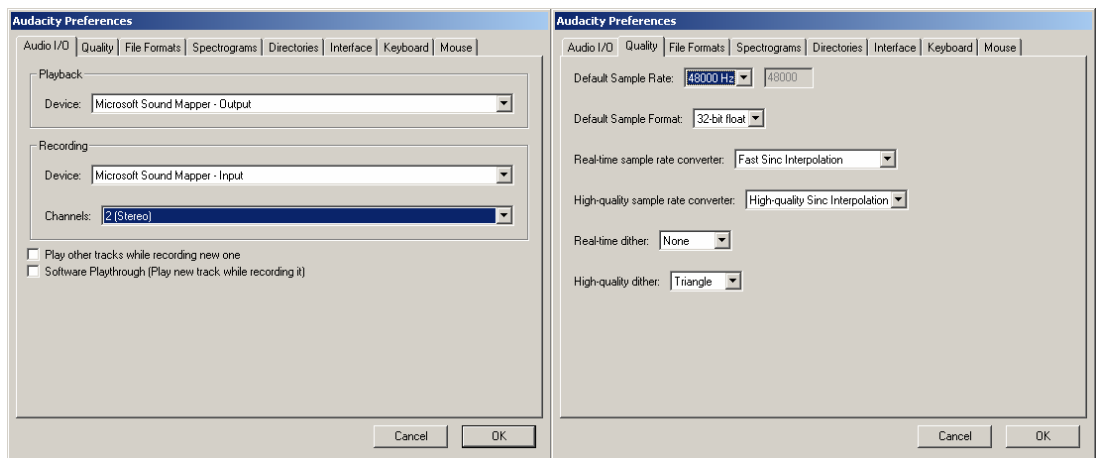 Audacity Preferences
Audio I/O Quality File Formats Spectrograms Directories Interface Keyboard Mouse
Playback
Device: Microsoft Sound Mapper - Output
Recording
Device: Microsoft Sound Mapper - Input
Channels: 2 (Stereo)
Play other tracks while recording new one
Software Playthrough (Play new track while recording it)
Cancel OK
Audacity Preferences
Audio I/O Quality File Formats Spectrograms Directories Interface Keyboard Mouse
Default Sample Rate: 48000 Hz 48000
Default Sample Format: 32-bit float
Real-time sample rate converter: Fast Sinc Interpolation
High-quality sample rate converter: High-quality Sinc Interpolation
Real-time dither: None
High-quality dither: Triangle
Cancel OK